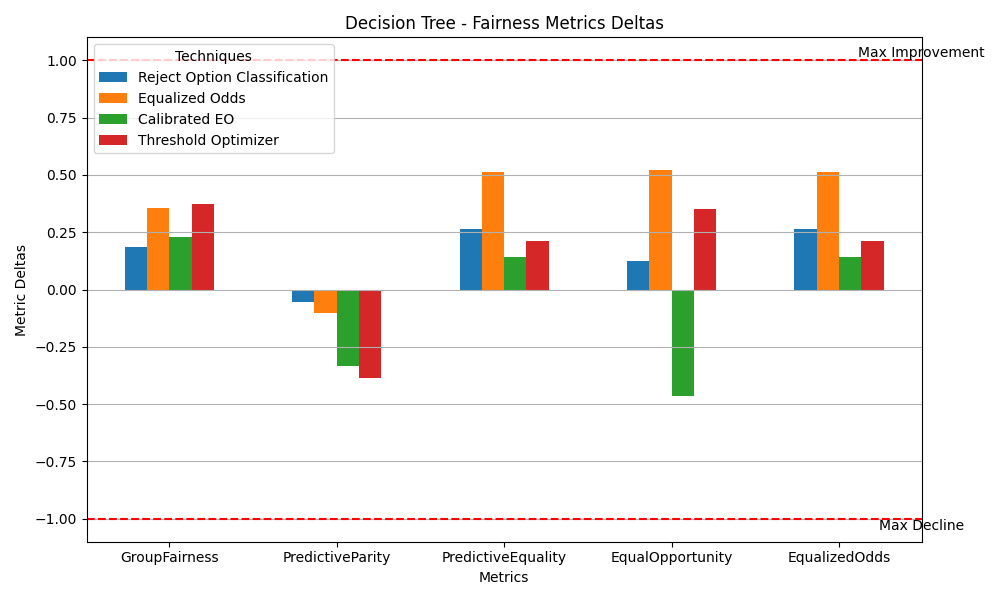 Decision Tree - Fairness Metrics Deltas
Max Improvement
Techniques
Reject Option Classification
Equalized Odds
Calibrated EO
Threshold Optimizer
1.00
0.75
0.50
0.25
0.00
−0.25
−0.50
−0.75
−1.00
Metric Deltas
Max Decline
GroupFairness
PredictiveParity
PredictiveEquality
EqualOpportunity
EqualizedOdds
Metrics